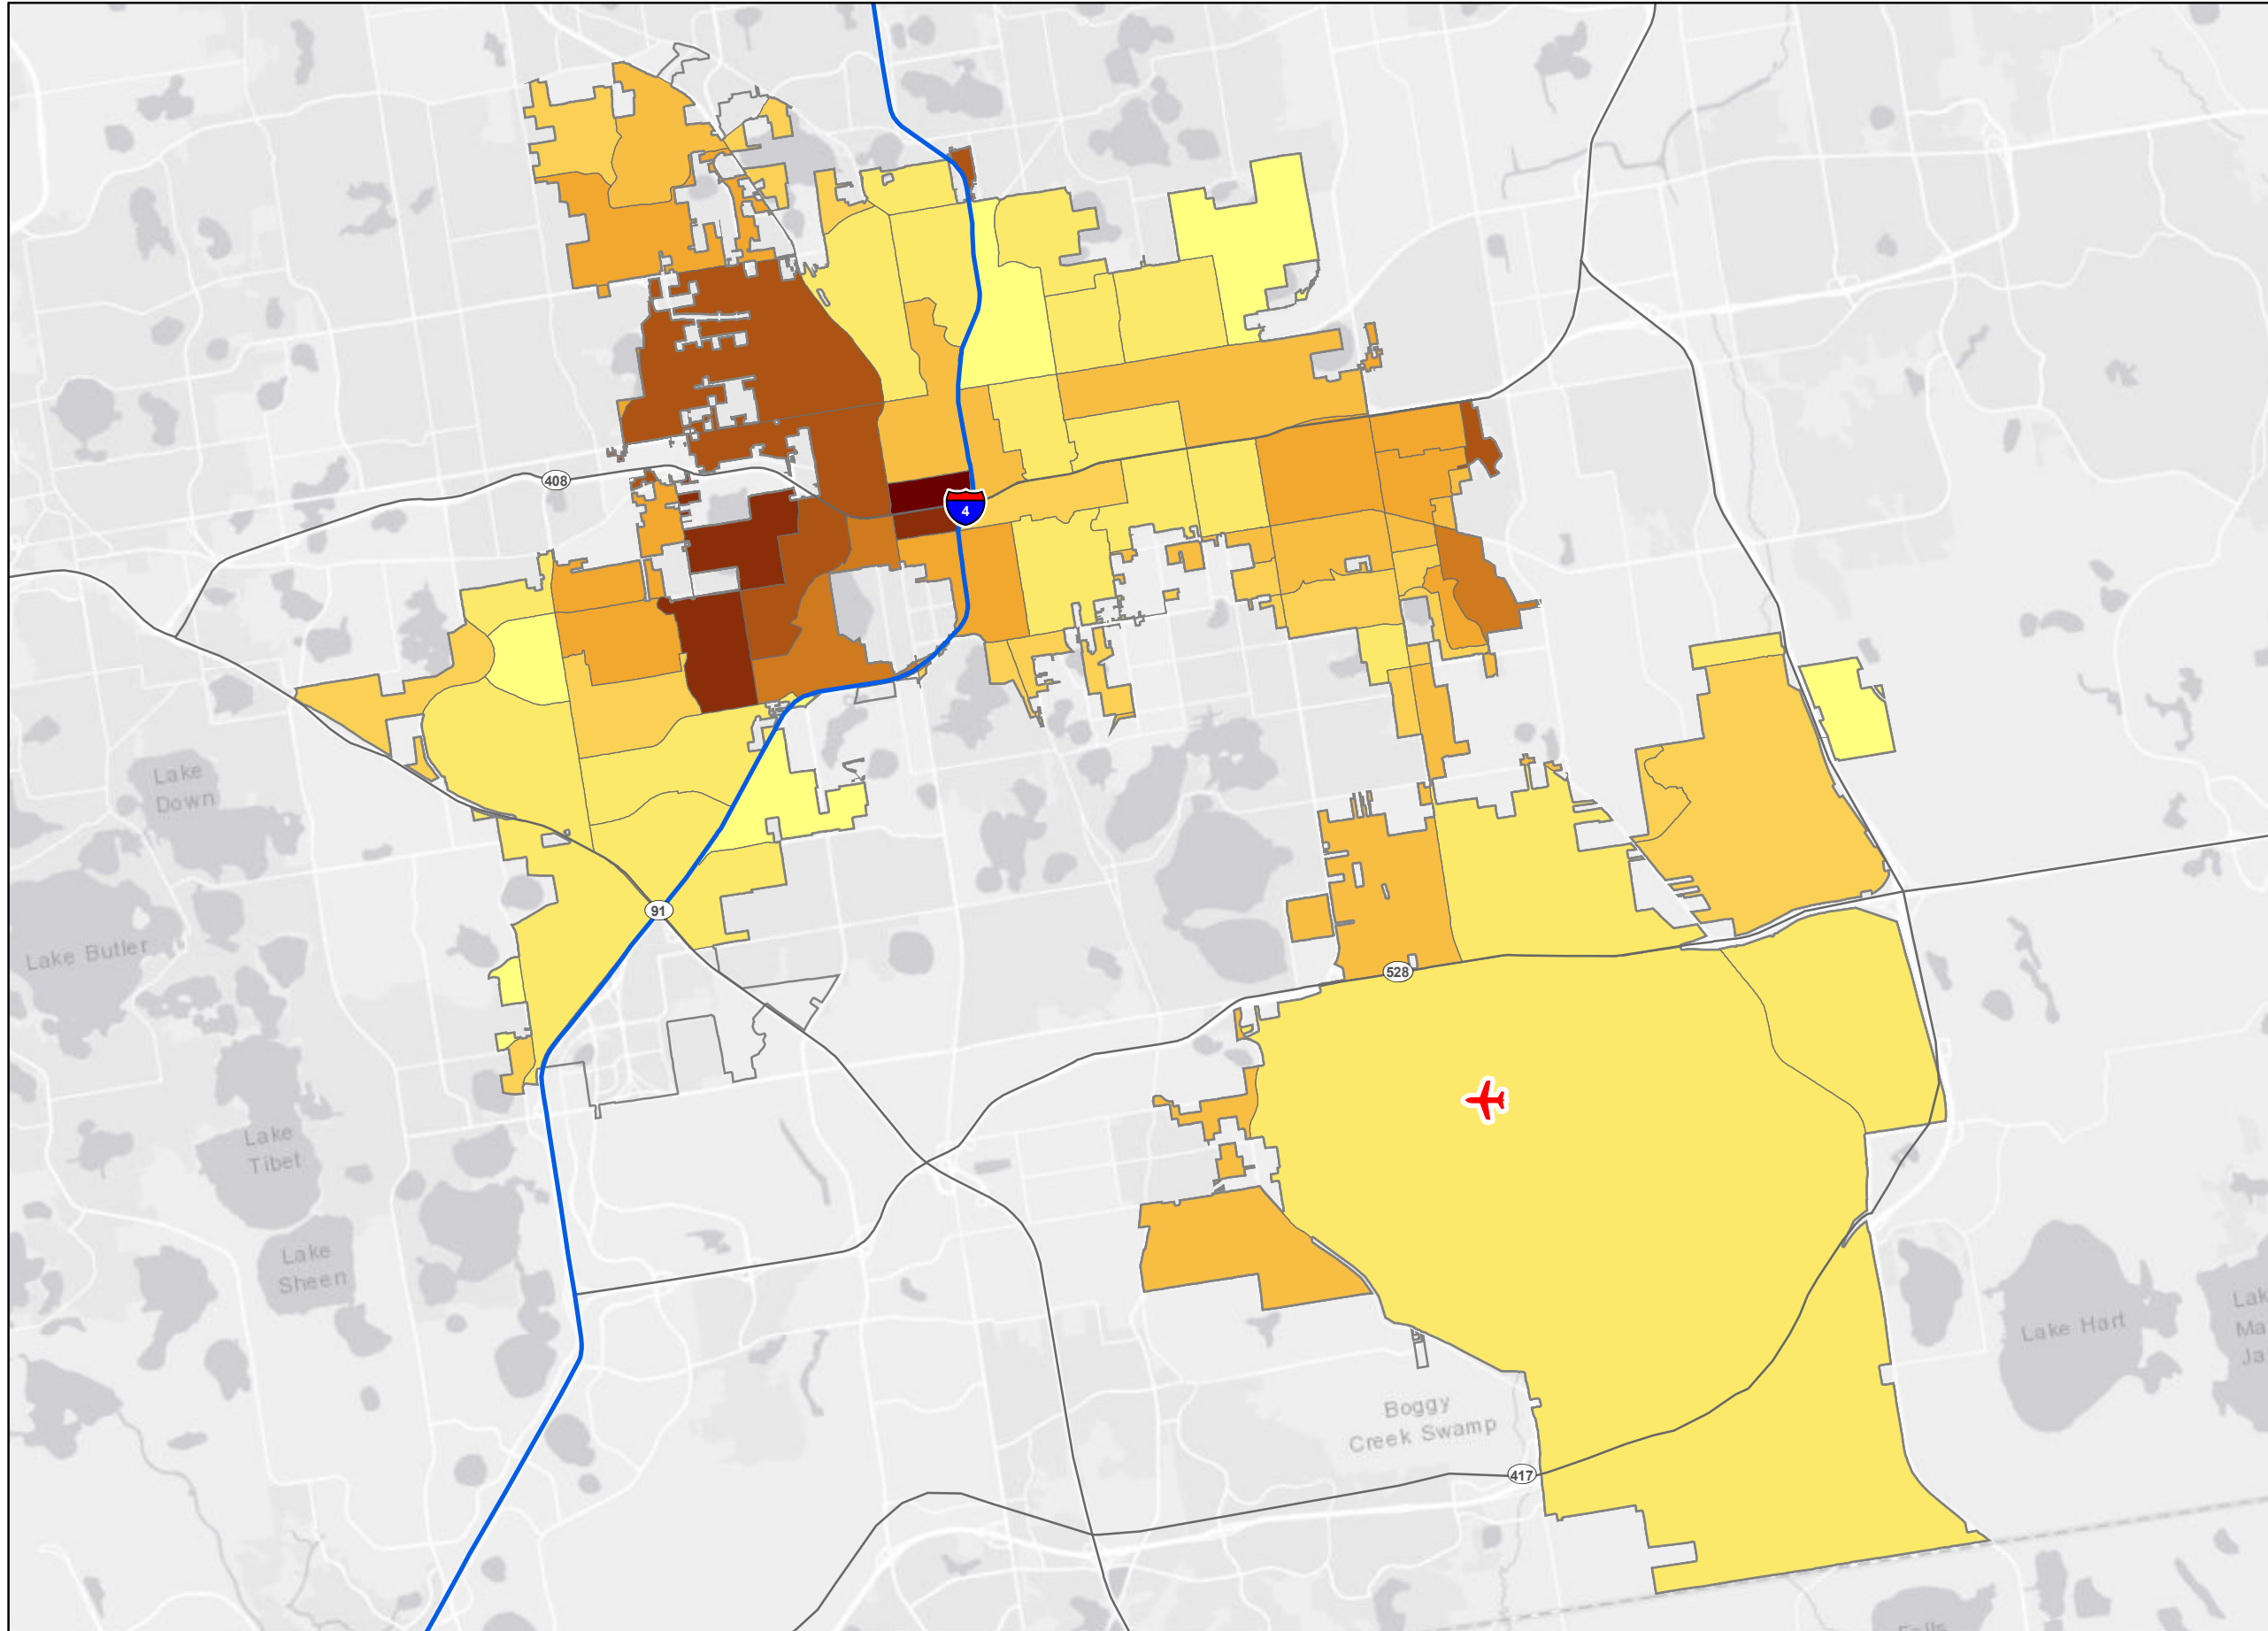 408
4
Lake
Down
91
Lake Butler
528
Lake
Tibet
Lake
Sheen
Lake Hart
Boggy
Creek Swamp
417